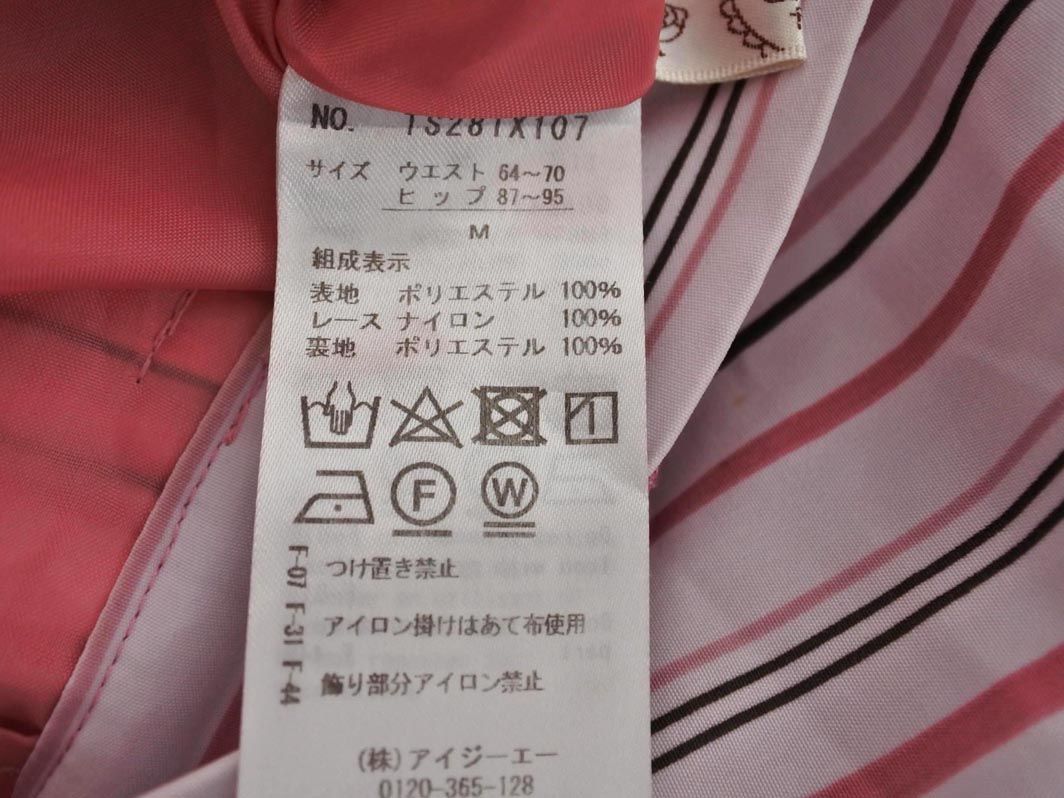 NO. TS281X107
サイズ ウエスト 64～70
ヒップ 87～95
M
組成表示
表地 ポリエステル 100%
レース ナイロン 100%
裏地 ポリエステル 100%
F
W
F-07 F-31 F-44
つけ置き禁止
アイロン掛けはあて布使用
飾り部分アイロン禁止
(株)アイジーエー
0120-365-128